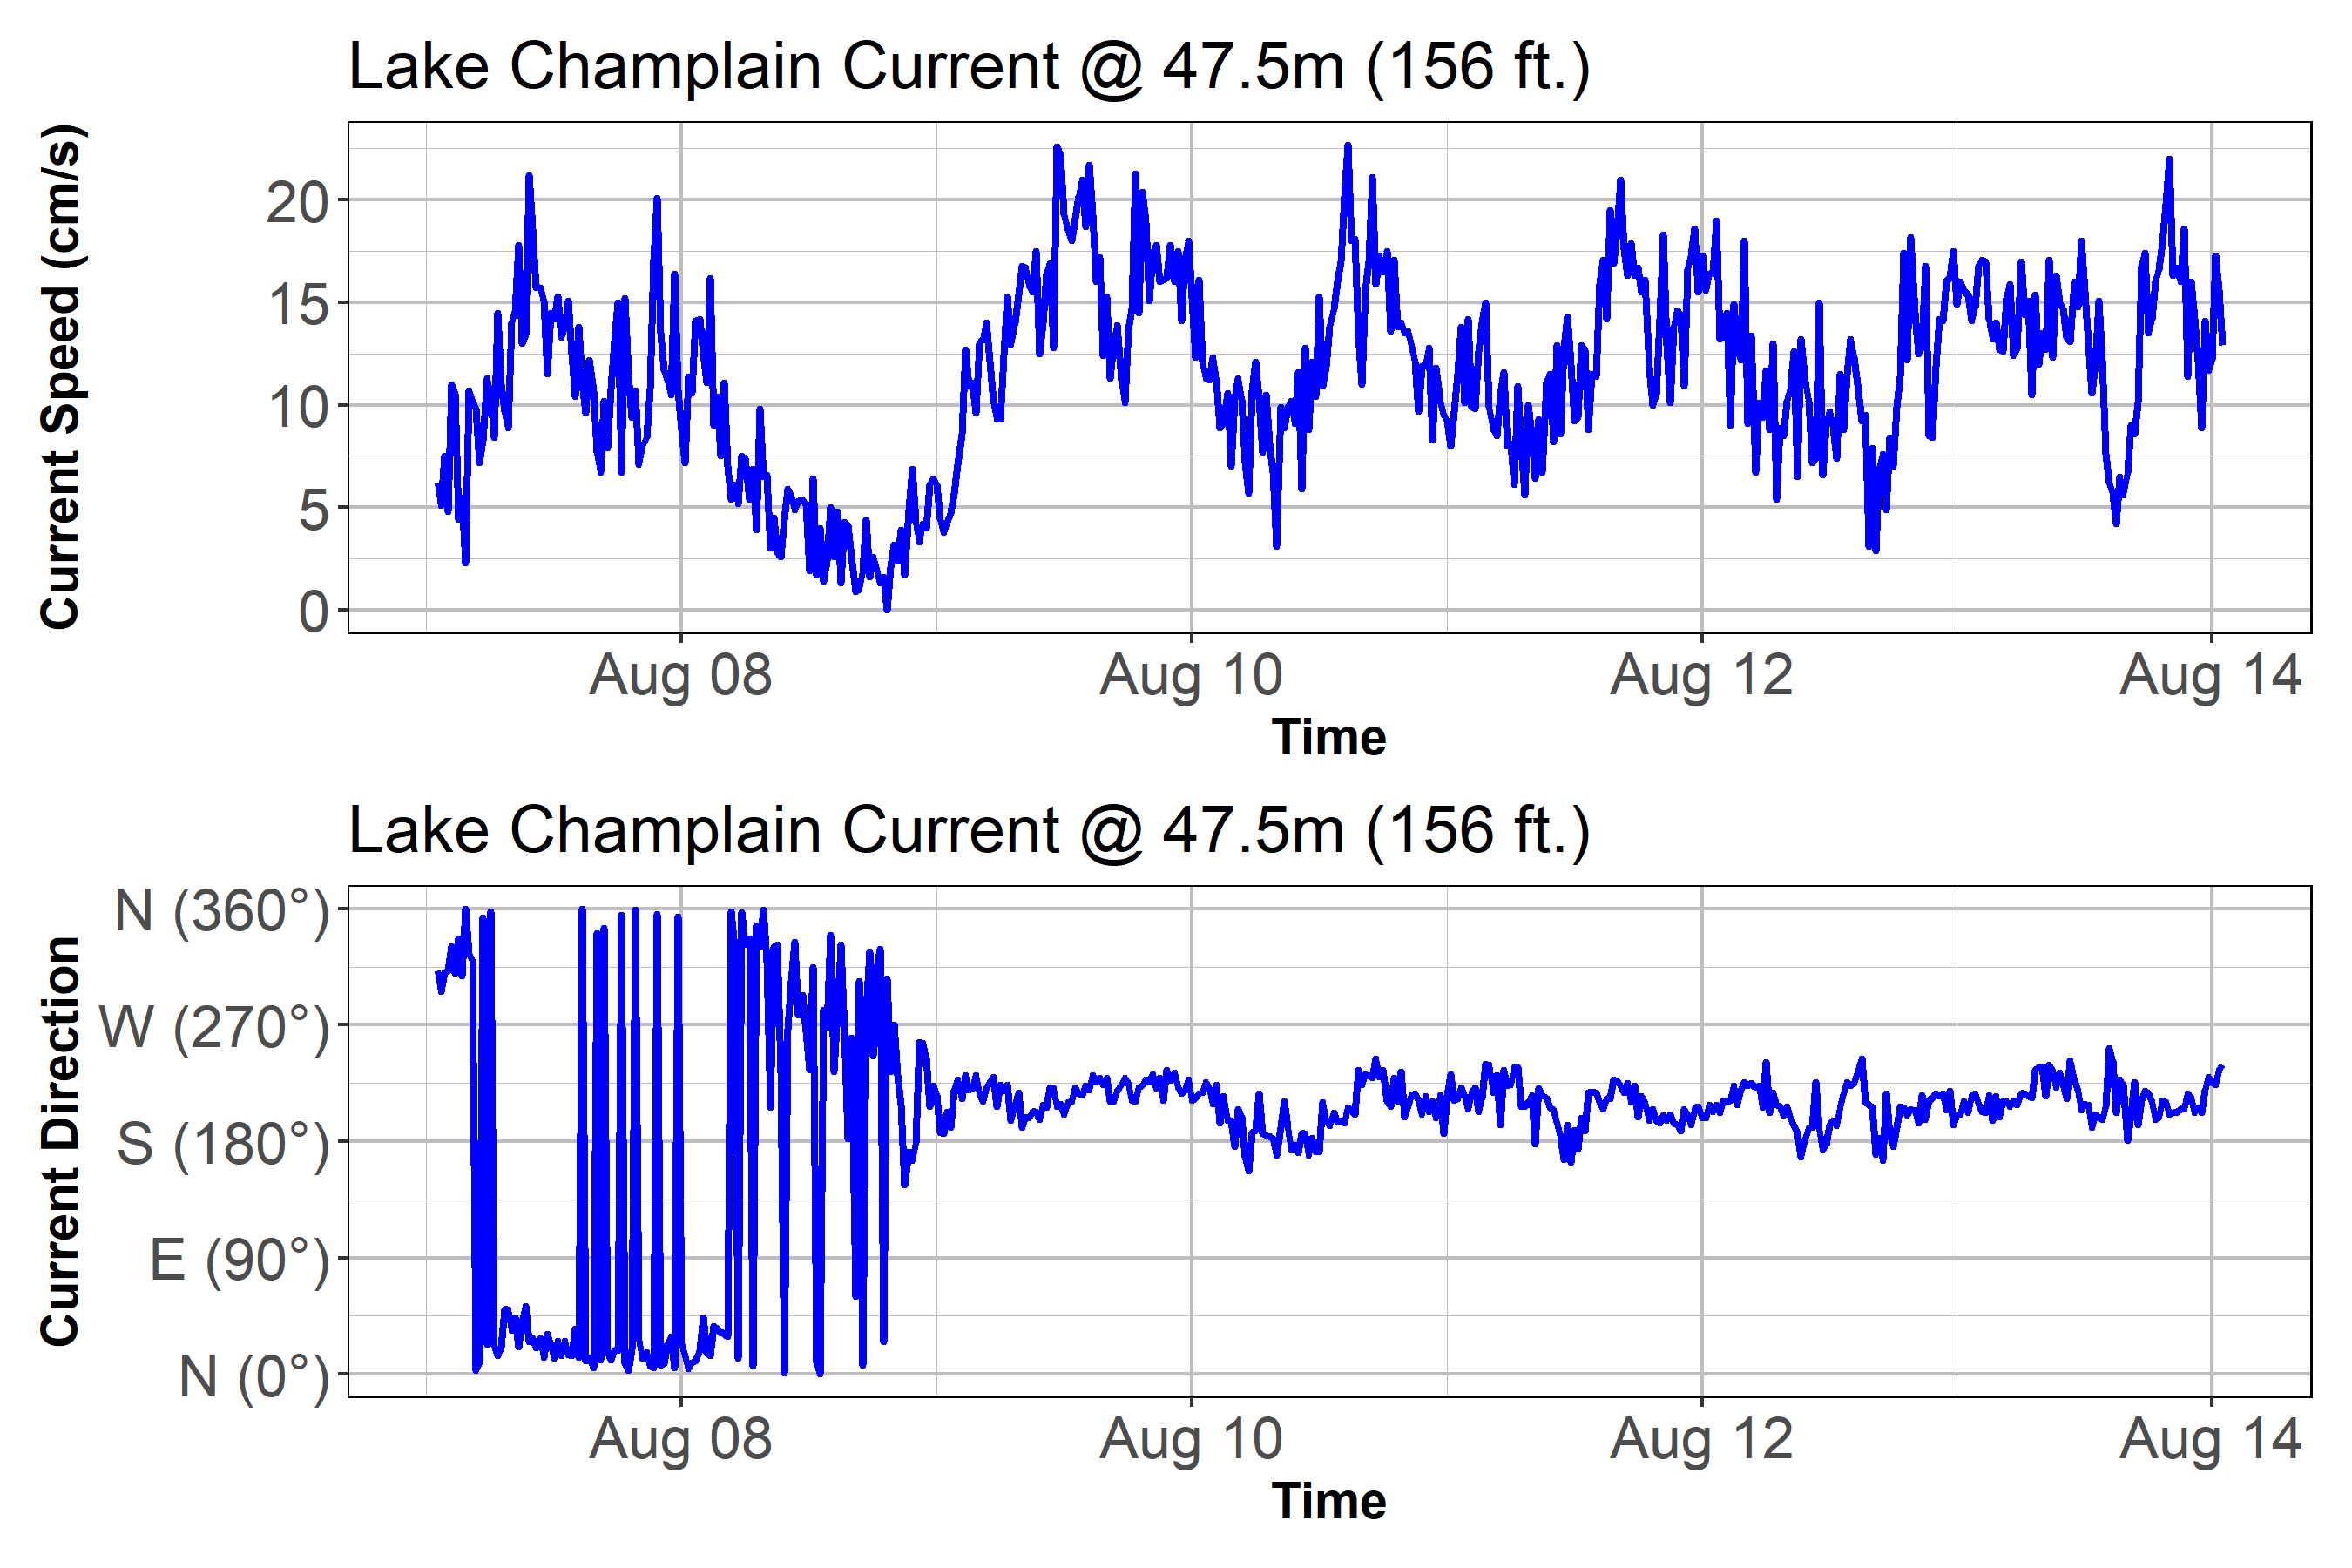 Lake Champlain Current @ 47.5m (156 ft.)
Current Speed (cm/s)
20
15
10
5
0
Aug 08 Aug 10 Aug 12 Aug 14
Time
Lake Champlain Current @ 47.5m (156 ft.)
Current Direction
N (360°)
W (270°)
S (180°)
E (90°)
N (0°)
Aug 08 Aug 10 Aug 12 Aug 14
Time